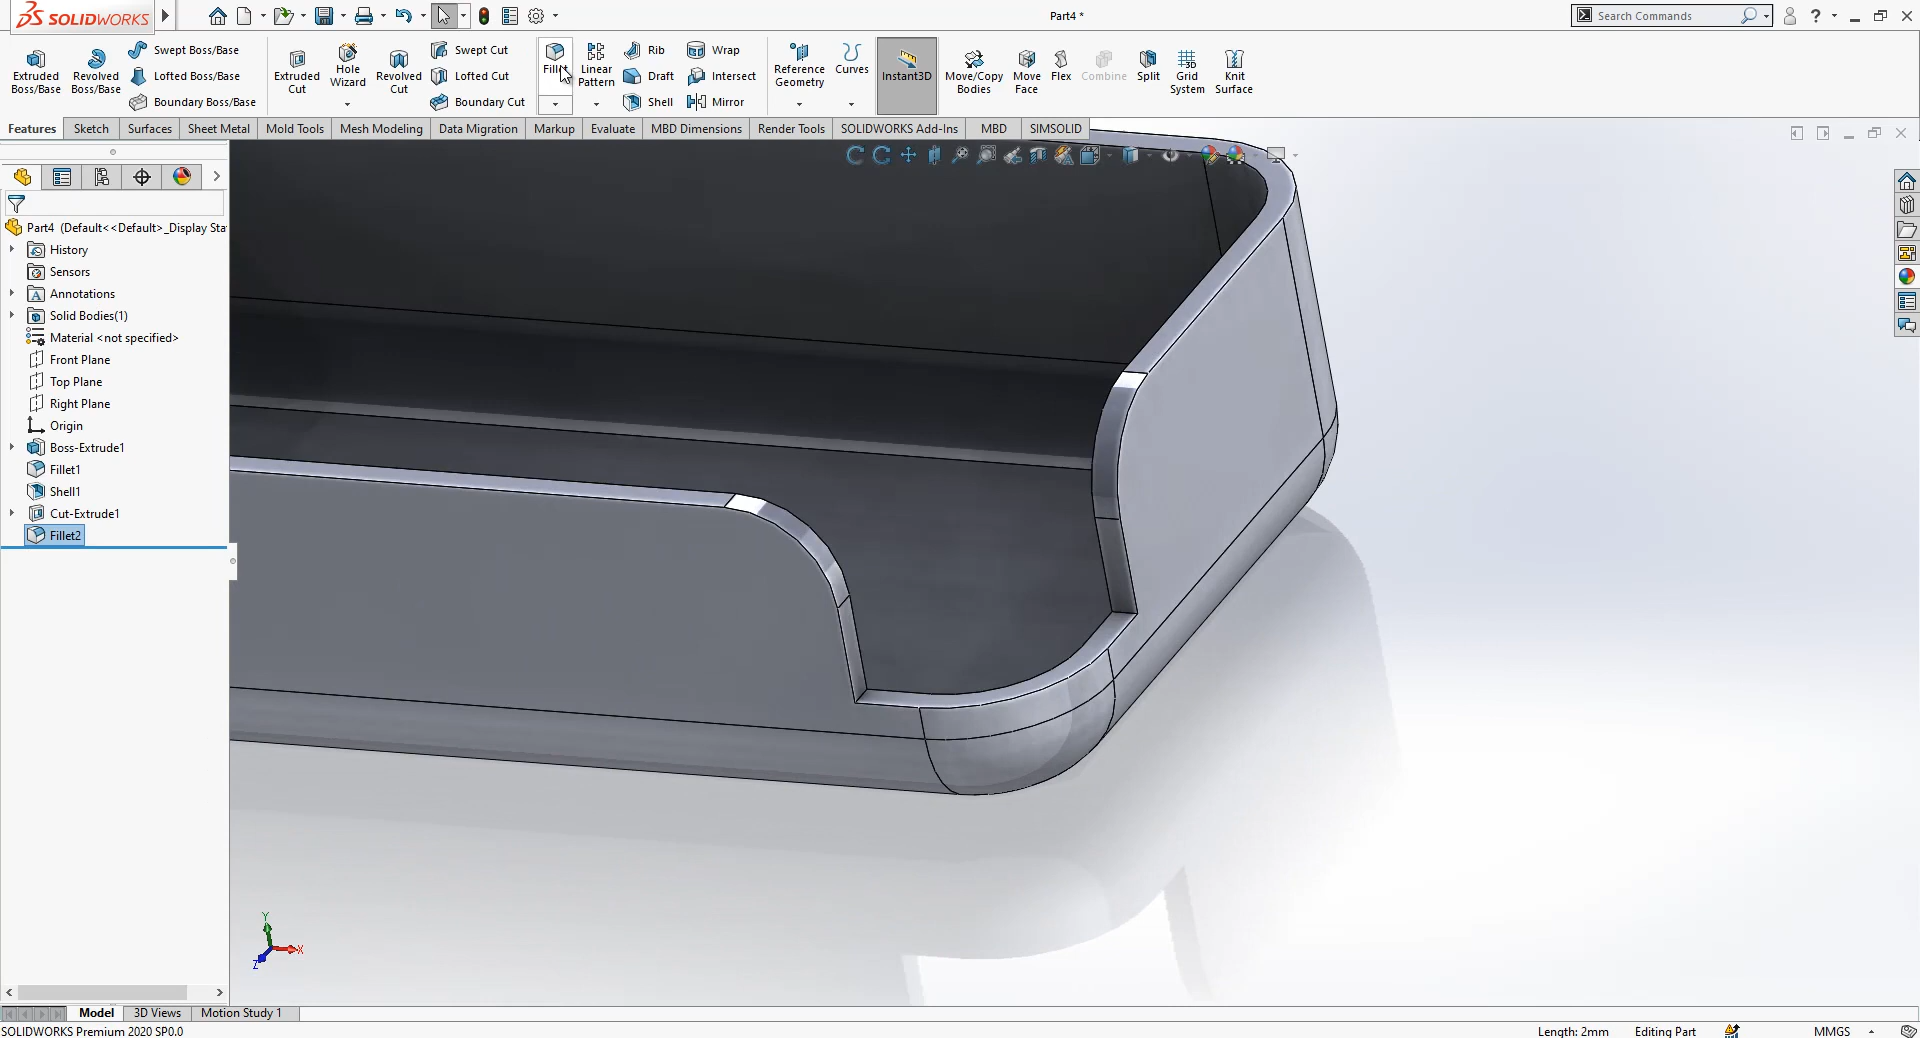 SOLIDWORKS
Part4 *
Search Commands
?
Extruded Boss/Base
Revolved Boss/Base
Swept Boss/Base
Lofted Boss/Base
Boundary Boss/Base
Extruded Cut
Hole Wizard
Revolved Cut
Swept Cut
Lofted Cut
Boundary Cut
Fillet
Linear Pattern
Rib
Draft
Shell
Wrap
Intersect
Mirror
Reference Geometry
Curves
Instant3D
Move/Copy Bodies
Move Face
Flex
Combine
Split
Grid System
Knit Surface
Features
Sketch
Surfaces
Sheet Metal
Mold Tools
Mesh Modeling
Data Migration
Markup
Evaluate
MBD Dimensions
Render Tools
SOLIDWORKS Add-Ins
MBD
SIMSOLID
Part4 (Default<<Default>_Display Sta
History
Sensors
Annotations
Solid Bodies(1)
Material <not specified>
Front Plane
Top Plane
Right Plane
Origin
Boss-Extrude1
Fillet1
Shell1
Cut-Extrude1
Fillet2
Y
X
Z
Model
3D Views
Motion Study 1
SOLIDWORKS Premium 2020 SP0.0
Length: 2mm
Editing Part
MMGS